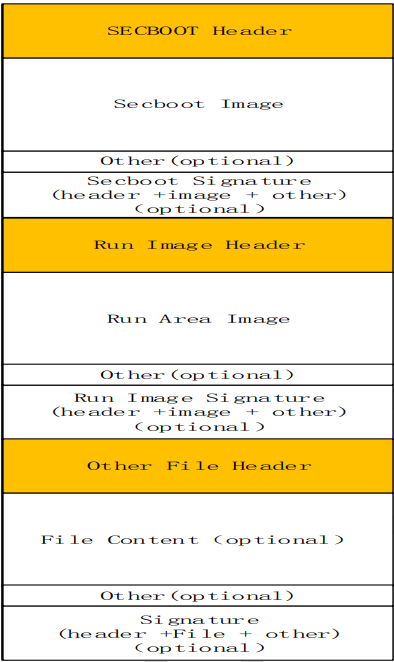 SECBOOT Header
Secboot Image
Other(optional)
Secboot Signature
(header +image + other)
(optional)
Run Image Header
Run Area Image
Other(optional)
Run Image Signature
(header +image + other)
(optional)
Other File Header
File Content (optional)
Other(optional)
Signature
(header +File + other)
(optional)